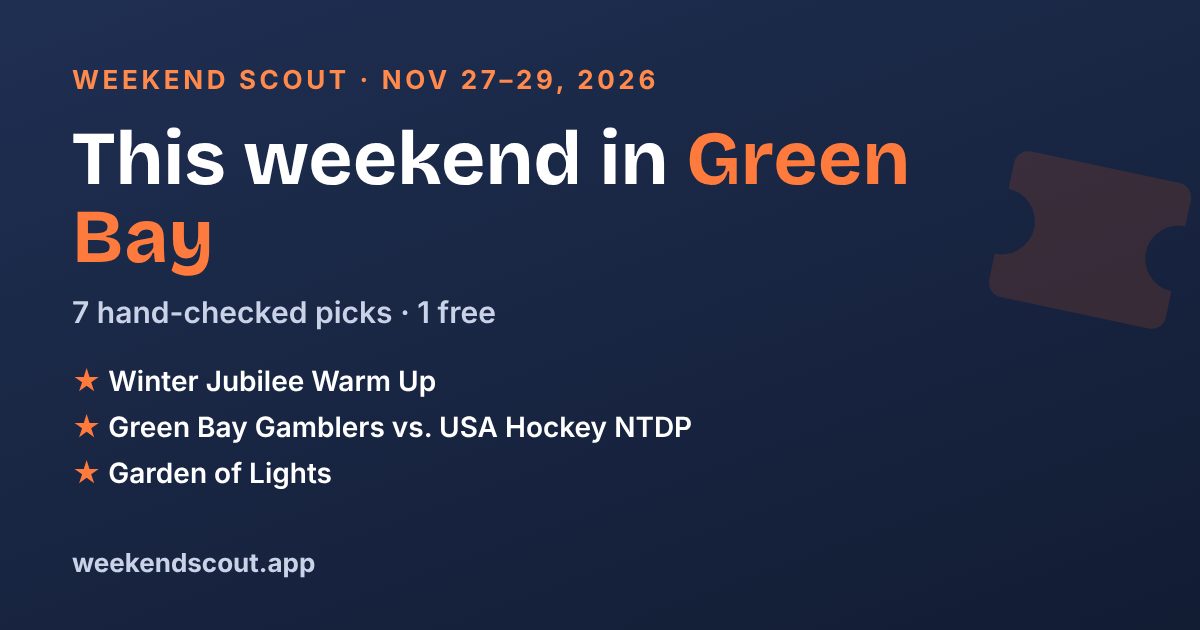 WEEKEND SCOUT · NOV 27–29, 2026
This weekend in Green
Bay
7 hand-checked picks · 1 free
★ Winter Jubilee Warm Up
★ Green Bay Gamblers vs. USA Hockey NTDP
★ Garden of Lights
weekendscout.app